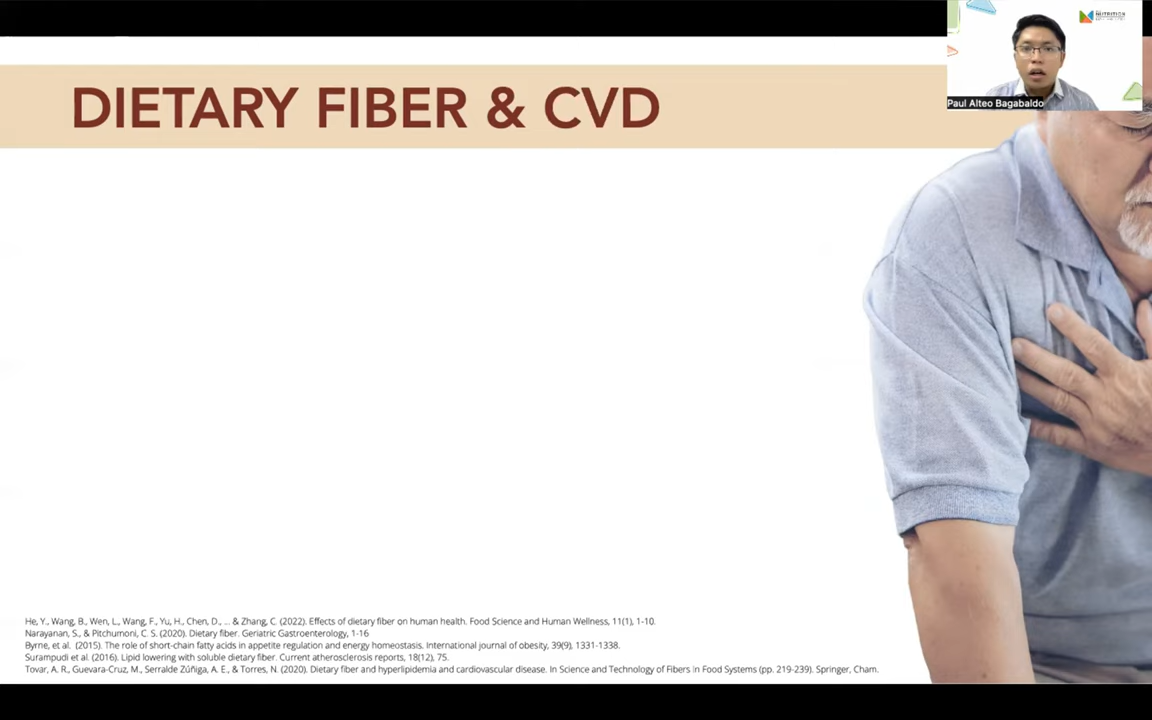 DIETARY FIBER & CVD
NUTRITION
Paul Alteo Bagabaldo
He, Y., Wang, B., Wen, L., Wang, F., Yu, H., Chen, D., ... & Zhang, C. (2022). Effects of dietary fiber on human health. Food Science and Human Wellness, 11(1), 1-10.
Narayanan, S., & Pitchumoni, C. S. (2020). Dietary fiber. Geriatric Gastroenterology, 1-16
Byrne, et al. (2015). The role of short-chain fatty acids in appetite regulation and energy homeostasis. International journal of obesity, 39(9), 1331-1338.
Surampudi et al. (2016). Lipid lowering with soluble dietary fiber. Current atherosclerosis reports, 18(12), 75.
Tovar, A. R., Guevara-Cruz, M., Serralde Zúñiga, A. E., & Torres, N. (2020). Dietary fiber and hyperlipidemia and cardiovascular disease. In Science and Technology of Fibers in Food Systems (pp. 219-239). Springer, Cham.